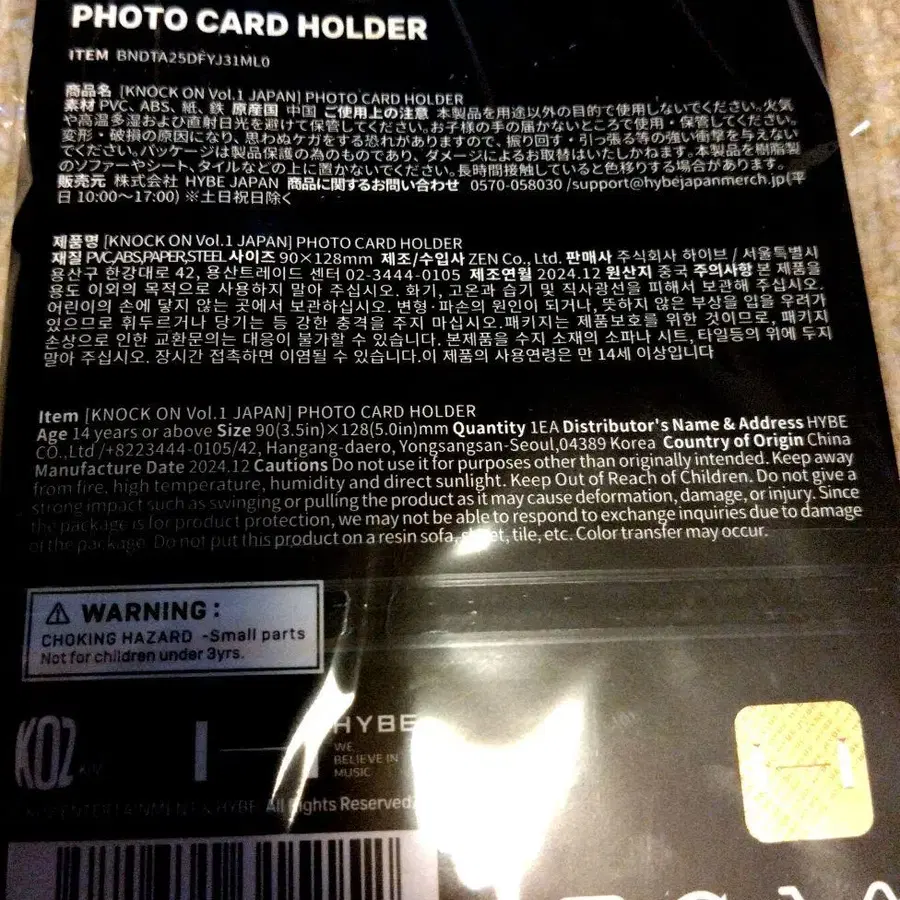 PHOTO CARD HOLDER
ITEM BNDTA25DFYJ31ML0
商品名 [KNOCK ON Vol.1 JAPAN] PHOTO CARD HOLDER
素材 PVC、ABS、紙、鉄 原産国 中国 ご使用上の注意 本製品を用途以外の目的で使用しないでください。火気
や高温多湿および直射日光を避けて保管してください。お子様の手の届かないところで使用・保管してください。
変形・破損の原因になり、思わぬケガをする恐れがありますので、振り回す・引っ張る等の強い衝撃を与えない
でください。パッケージは製品保護の為のものであり、ダメージによるお取替はいたしかねます。本製品を樹脂製
のソファーやシート、タイルなどの上に置かないでください。長時間接触していると色移りする場合があります。
販売元 株式会社 HYBE JAPAN 商品に関するお問い合わせ 0570-058030 /support@hybejapanmerch.jp(平
日 10:00~17:00) ※土日祝日除く
제품명 [KNOCK ON Vol.1 JAPAN] PHOTO CARD HOLDER
재질 PVC,ABS,PAPER,STEEL 사이즈 90×128mm 제조/수입사 ZEN Co., Ltd. 판매사 주식회사 하이브 / 서울특별시
용산구 한강대로 42, 용산트레이드 센터 02-3444-0105 제조연월 2024.12 원산지 중국 주의사항 본 제품을
용도 이외의 목적으로 사용하지 말아 주십시오. 화기, 고온과 습기 및 직사광선을 피해서 보관해 주십시오.
어린이의 손에 닿지 않는 곳에서 보관하십시오. 변형·파손의 원인이 되거나, 뜻하지 않은 부상을 입을 우려가
있으므로 휘두르거나 당기는 등 강한 충격을 주지 마십시오.패키지는 제품보호를 위한 것이므로, 패키지
손상으로 인한 교환문의는 대응이 불가할 수 있습니다. 본제품을 수지 소재의 소파나 시트, 타일등의 위에 두지
말아 주십시오. 장시간 접촉하면 이염될 수 있습니다.이 제품의 사용연령은 만 14세 이상입니다
Item [KNOCK ON Vol.1 JAPAN] PHOTO CARD HOLDER
Age 14 years or above Size 90(3.5in)×128(5.0in)mm Quantity 1EA Distributor's Name & Address HYBE
CO.,Ltd /+8223444-0105/42, Hangang-daero, Yongsangsan-Seoul,04389 Korea Country of Origin China
Manufacture Date 2024.12 Cautions Do not use it for purposes other than originally intended. Keep away
from fire, high temperature, humidity and direct sunlight. Keep Out of Reach of Children. Do not give a
strong impact such as swinging or pulling the product as it may cause deformation, damage, or injury. Since
the package is for product protection, we may not be able to respond to exchange inquiries due to damage
of the package. Do not put this product on a resin sofa, sheet, tile, etc. Color transfer may occur.
⚠ WARNING :
CHOKING HAZARD -Small parts
Not for children under 3yrs.
KOZ
HYBE
WE
BELIEVE IN
MUSIC
KOZ ENTERTAINMENT & HYBE. All Rights Reserved.